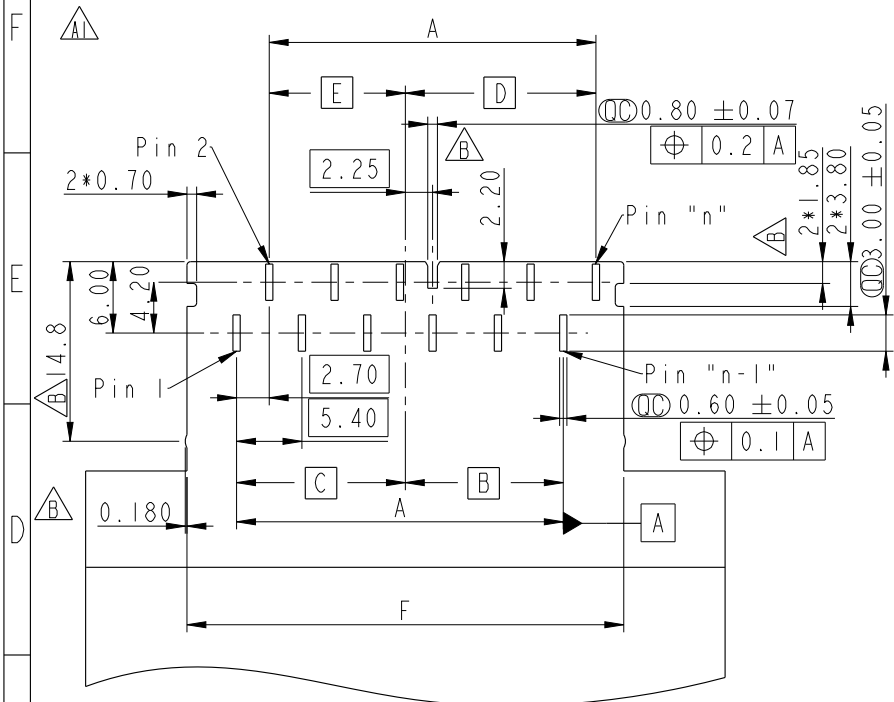 F
A1
A
E
D
QC 0.80 ±0.07
⌖ 0.2 A
B
Pin 2
2.25
2*0.70
2.20
2*1.85
2*3.80
QC 3.00 ±0.05
Pin "n"
B
E
6.00
4.20
14.8
B
Pin 1
2.70
5.40
Pin "n-1"
QC 0.60 ±0.05
⌖ 0.1 A
C
B
B
0.180
A
A
D
F